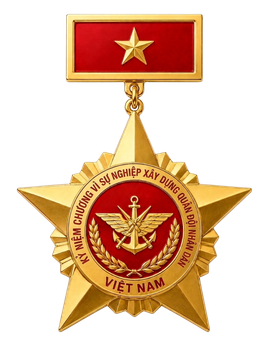 KỶ NIỆM CHƯƠNG VÌ SỰ NGHIỆP XÂY DỰNG QUÂN ĐỘI NHÂN DÂN
VIỆT NAM